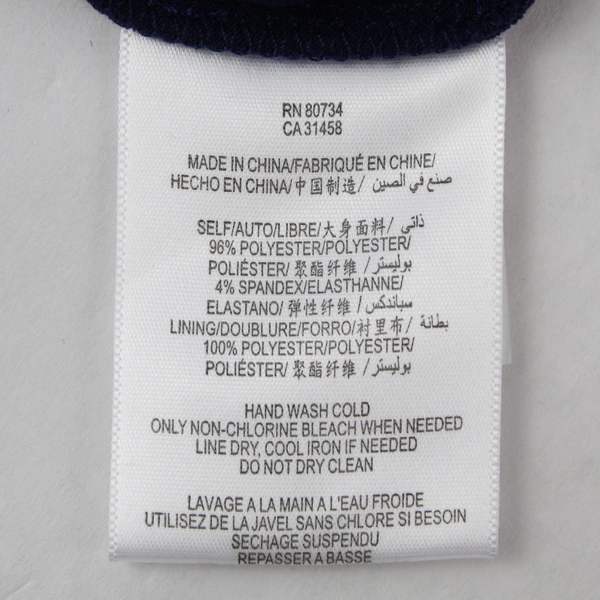 RN 80734
CA 31458
MADE IN CHINA/FABRIQUÉ EN CHINE/
HECHO EN CHINA/中国制造/ صنع في الصين
SELF/AUTO/LIBRE/大身面料/ ذاتى
96% POLYESTER/POLYESTER/
POLIÉSTER/ 聚酯纤维 /بوليستر
4% SPANDEX/ELASTHANNE/
ELASTANO/ 弹性纤维 /سباندكس
LINING/DOUBLURE/FORRO/衬里布/ بطانة
100% POLYESTER/POLYESTER/
POLIÉSTER/ 聚酯纤维 /بوليستر
HAND WASH COLD
ONLY NON-CHLORINE BLEACH WHEN NEEDED
LINE DRY, COOL IRON IF NEEDED
DO NOT DRY CLEAN
LAVAGE A LA MAIN A L'EAU FROIDE
UTILISEZ DE LA JAVEL SANS CHLORE SI BESOIN
SECHAGE SUSPENDU
REPASSER A BASSE